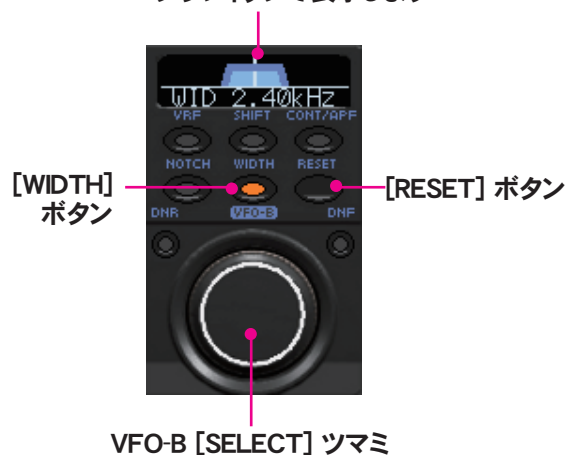 WID 2.40kHz
VRF SHIFT CONT/APF
NOTCH WIDTH RESET
[WIDTH]
ボタン
[RESET] ボタン
DNR VFO-B DNF
VFO-B [SELECT] ツマミ